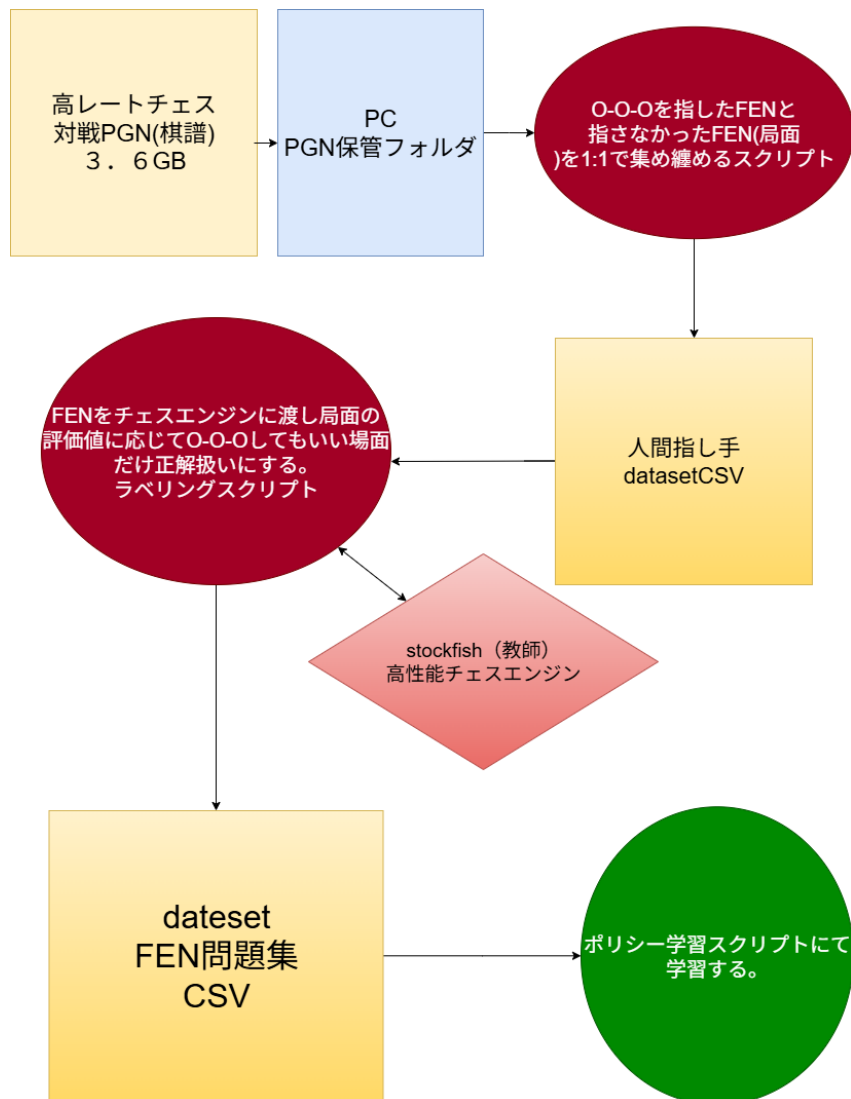 高レートチェス
対戦PGN(棋譜)
３．６GB
PC
PGN保管フォルダ
O-O-Oを指したFENと
指さなかったFEN(局面
)を1:1で集め纏めるスクリプト
FENをチェスエンジンに渡し局面の
評価値に応じてO-O-Oしてもいい場面
だけ正解扱いにする。
ラベリングスクリプト
人間指し手
datasetCSV
stockfish（教師）
高性能チェスエンジン
dateset
FEN問題集
CSV
ポリシー学習スクリプトにて
学習する。